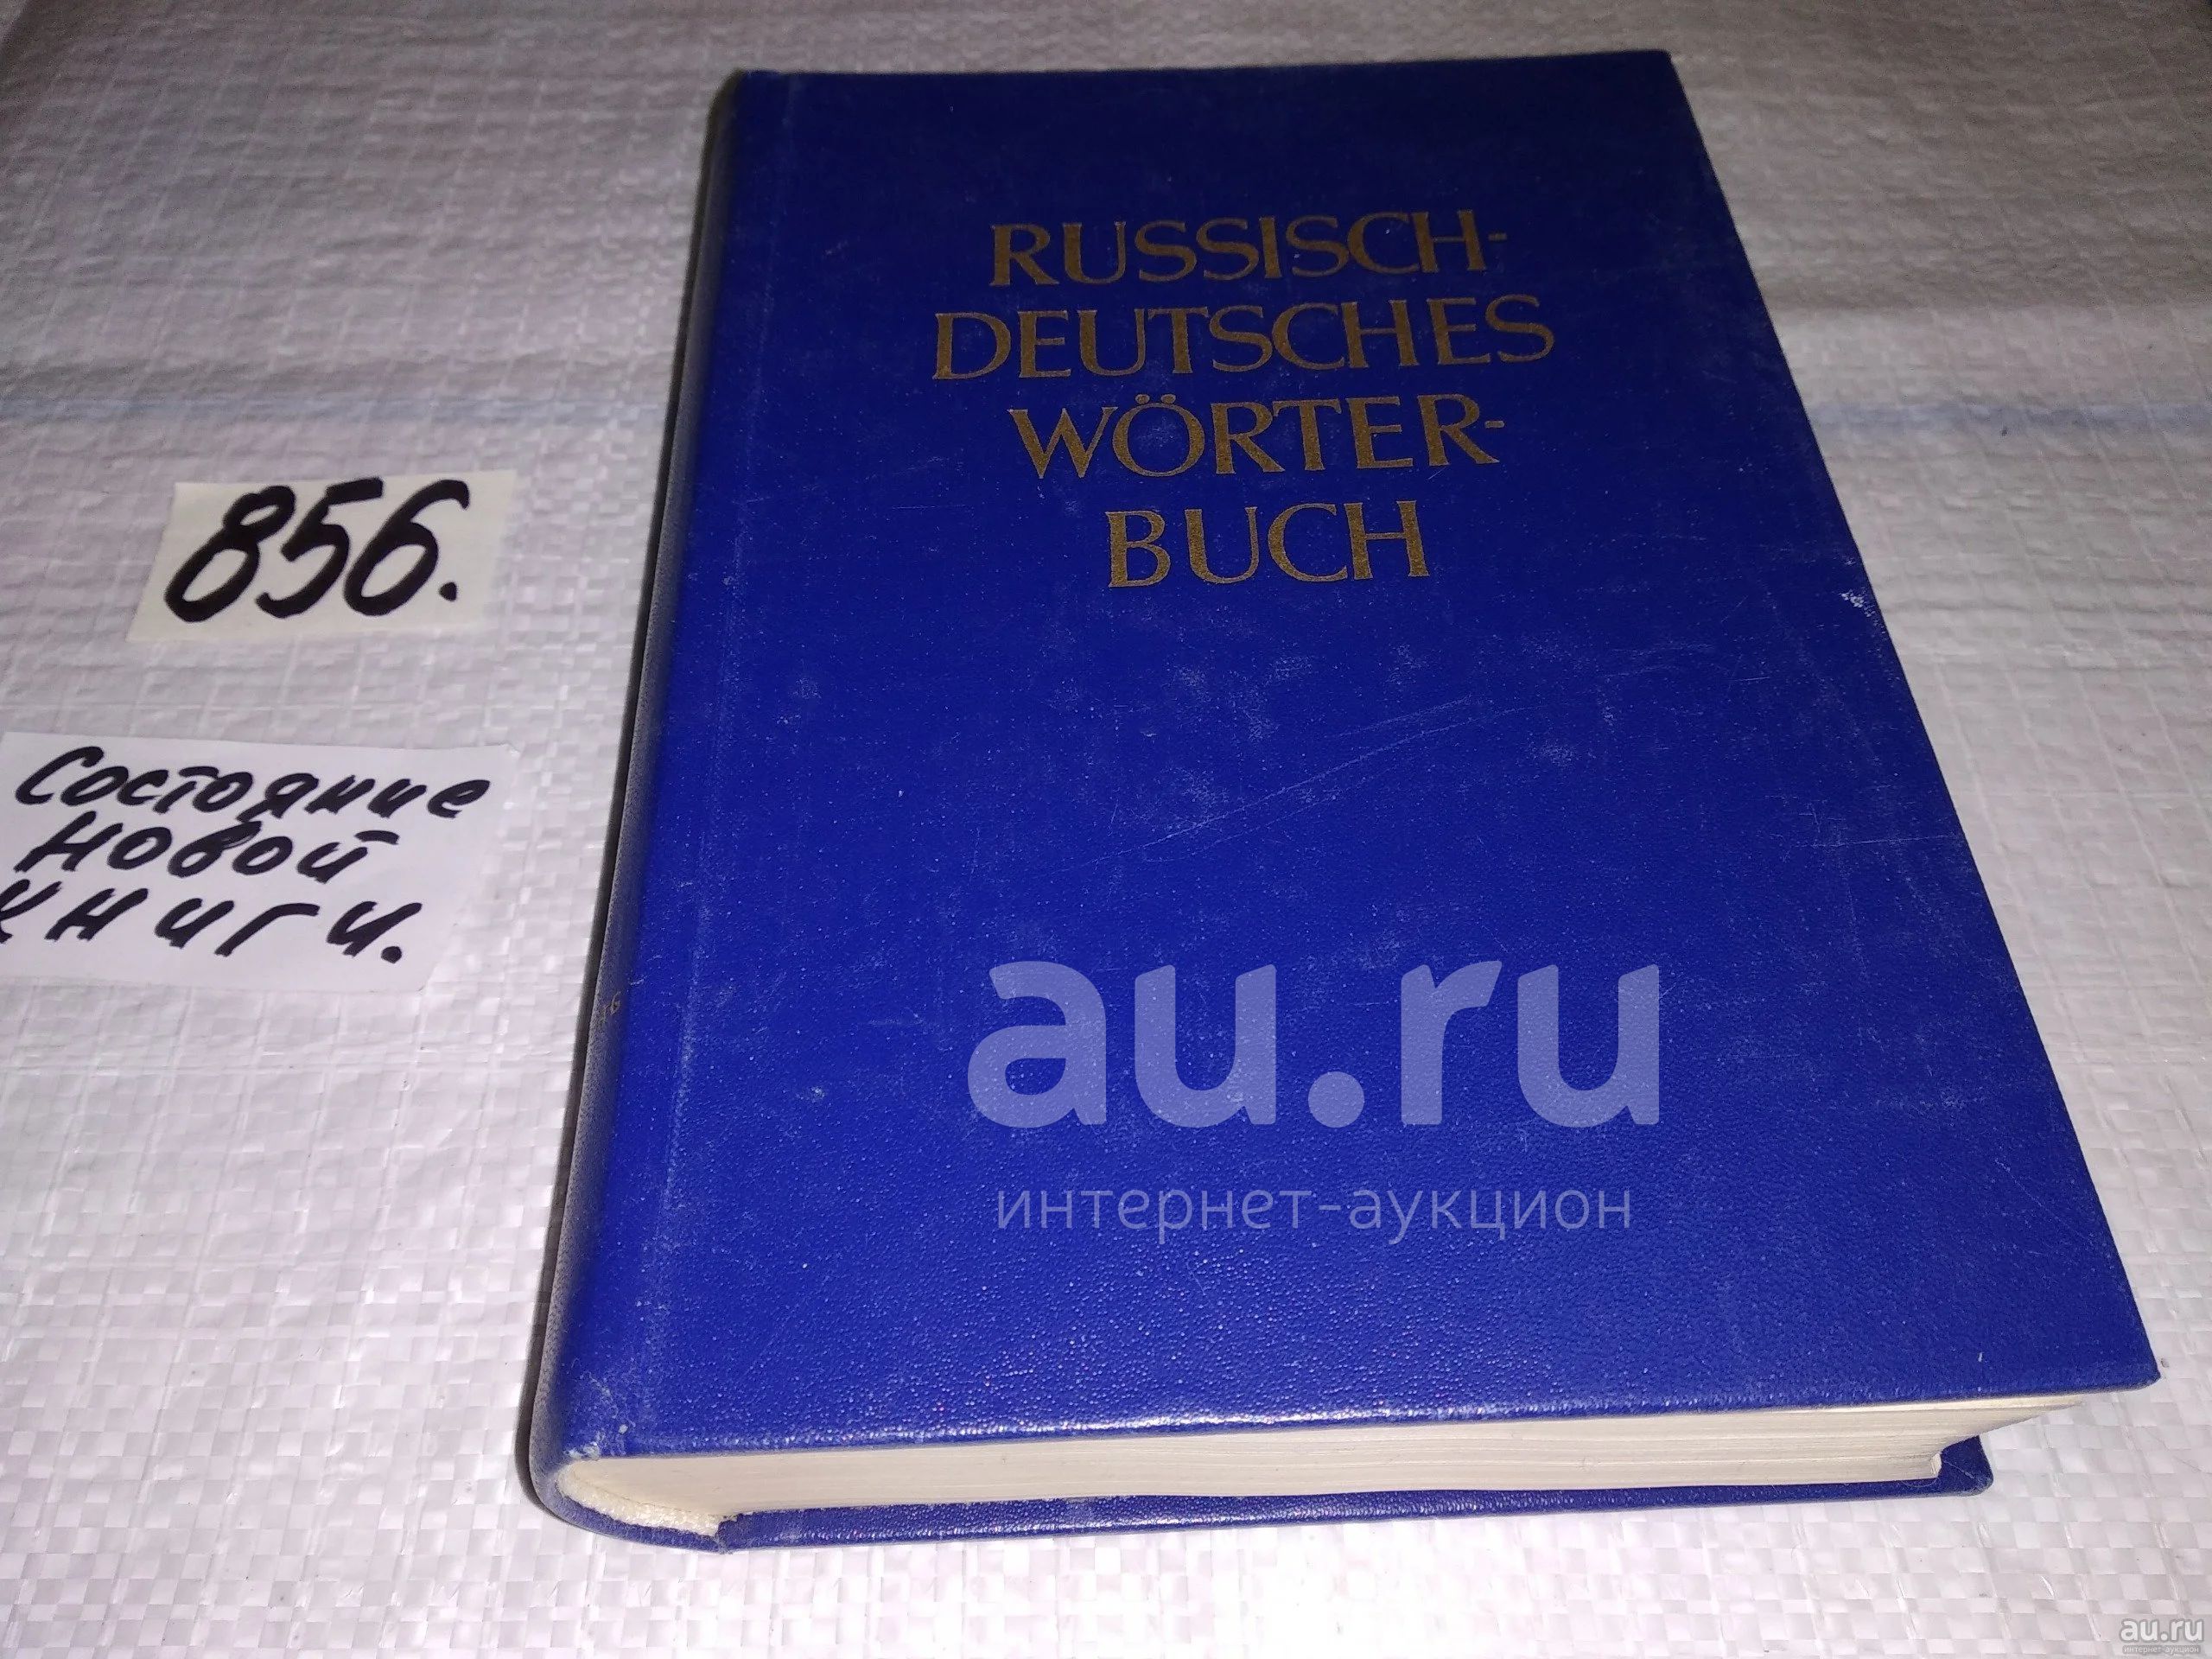 RUSSISCH-
DEUTSCHES
WÖRTER-
BUCH
856.
Состояние
новой
книги.
au.ru
интернет-аукцион
au.ru
интернет-аукцион